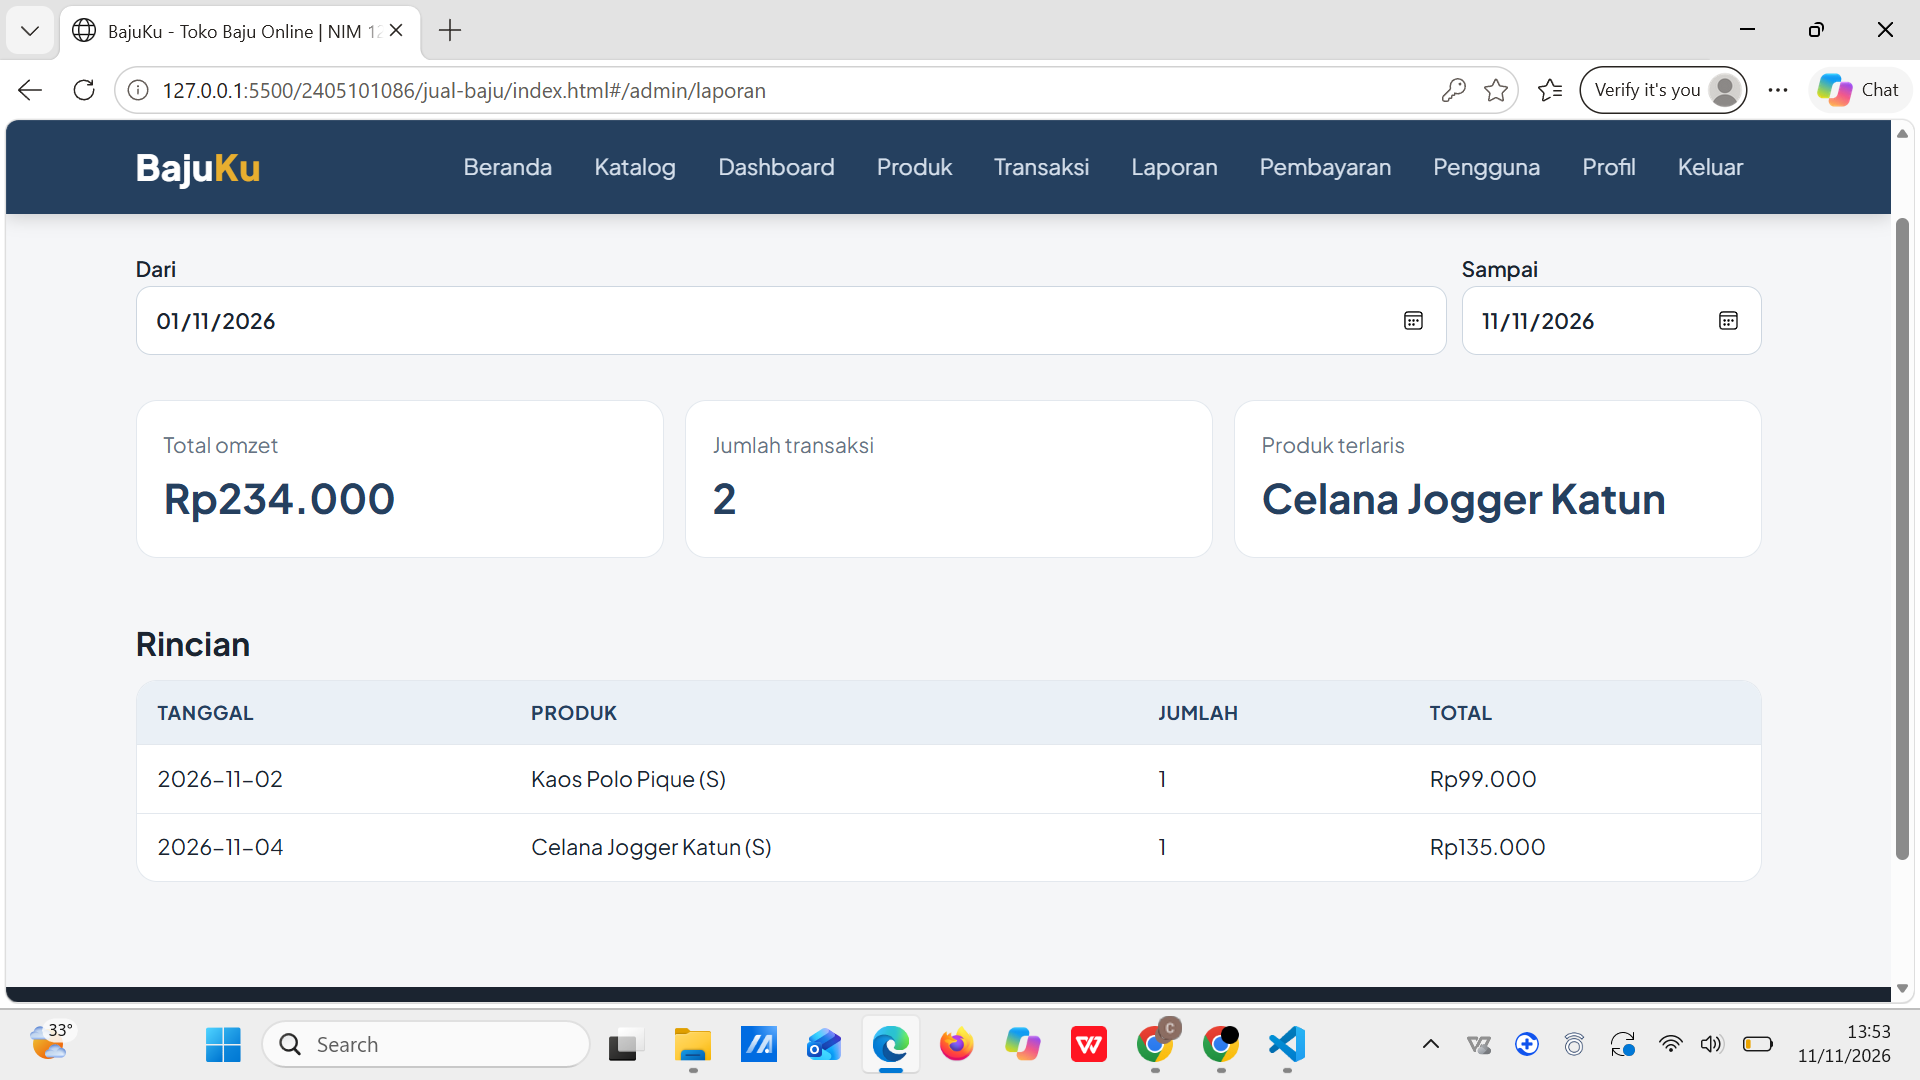 BajuKu - Toko Baju Online | NIM
127.0.0.1:5500/2405101086/jual-baju/index.html#/admin/laporan
Verify it's you
Chat
BajuKu
Beranda Katalog Dashboard Produk Transaksi Laporan Pembayaran Pengguna Profil Keluar
Dari
Sampai
01/11/2026
11/11/2026
Total omzet
Rp234.000
Jumlah transaksi
2
Produk terlaris
Celana Jogger Katun
Rincian
TANGGAL PRODUK JUMLAH TOTAL
2026-11-02 Kaos Polo Pique (S) 1 Rp99.000
2026-11-04 Celana Jogger Katun (S) 1 Rp135.000
33°
Search
C
13:53
11/11/2026